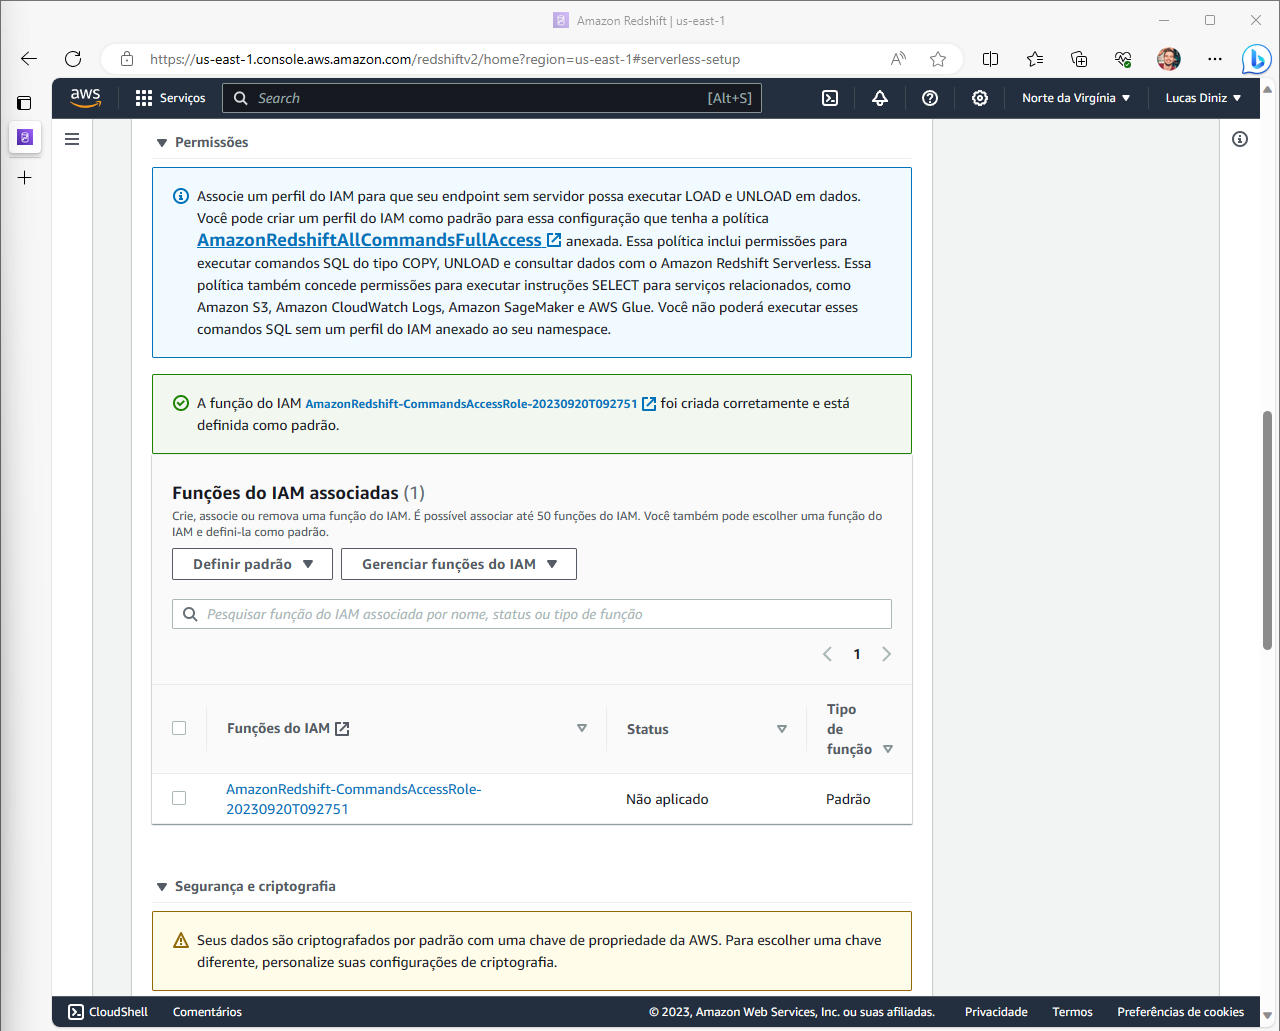 Amazon Redshift | us-east-1
https://us-east-1.console.aws.amazon.com/redshiftv2/home?region=us-east-1#serverless-setup
aws
Serviços
Search
[Alt+S]
Norte da Virgínia
Lucas Diniz
Permissões
Associe um perfil do IAM para que seu endpoint sem servidor possa executar LOAD e UNLOAD em dados.
Você pode criar um perfil do IAM como padrão para essa configuração que tenha a política
AmazonRedshiftAllCommandsFullAccess anexada. Essa política inclui permissões para
executar comandos SQL do tipo COPY, UNLOAD e consultar dados com o Amazon Redshift Serverless. Essa
política também concede permissões para executar instruções SELECT para serviços relacionados, como
Amazon S3, Amazon CloudWatch Logs, Amazon SageMaker e AWS Glue. Você não poderá executar esses
comandos SQL sem um perfil do IAM anexado ao seu namespace.
A função do IAM AmazonRedshift-CommandsAccessRole-20230920T092751 foi criada corretamente e está
definida como padrão.
Funções do IAM associadas (1)
Crie, associe ou remova uma função do IAM. É possível associar até 50 funções do IAM. Você também pode escolher uma função do
IAM e defini-la como padrão.
Definir padrão
Gerenciar funções do IAM
Pesquisar função do IAM associada por nome, status ou tipo de função
1
Funções do IAM
Status
Tipo
de
função
AmazonRedshift-CommandsAccessRole-
20230920T092751
Não aplicado
Padrão
Segurança e criptografia
Seus dados são criptografados por padrão com uma chave de propriedade da AWS. Para escolher uma chave
diferente, personalize suas configurações de criptografia.
CloudShell
Comentários
© 2023, Amazon Web Services, Inc. ou suas afiliadas.
Privacidade
Termos
Preferências de cookies